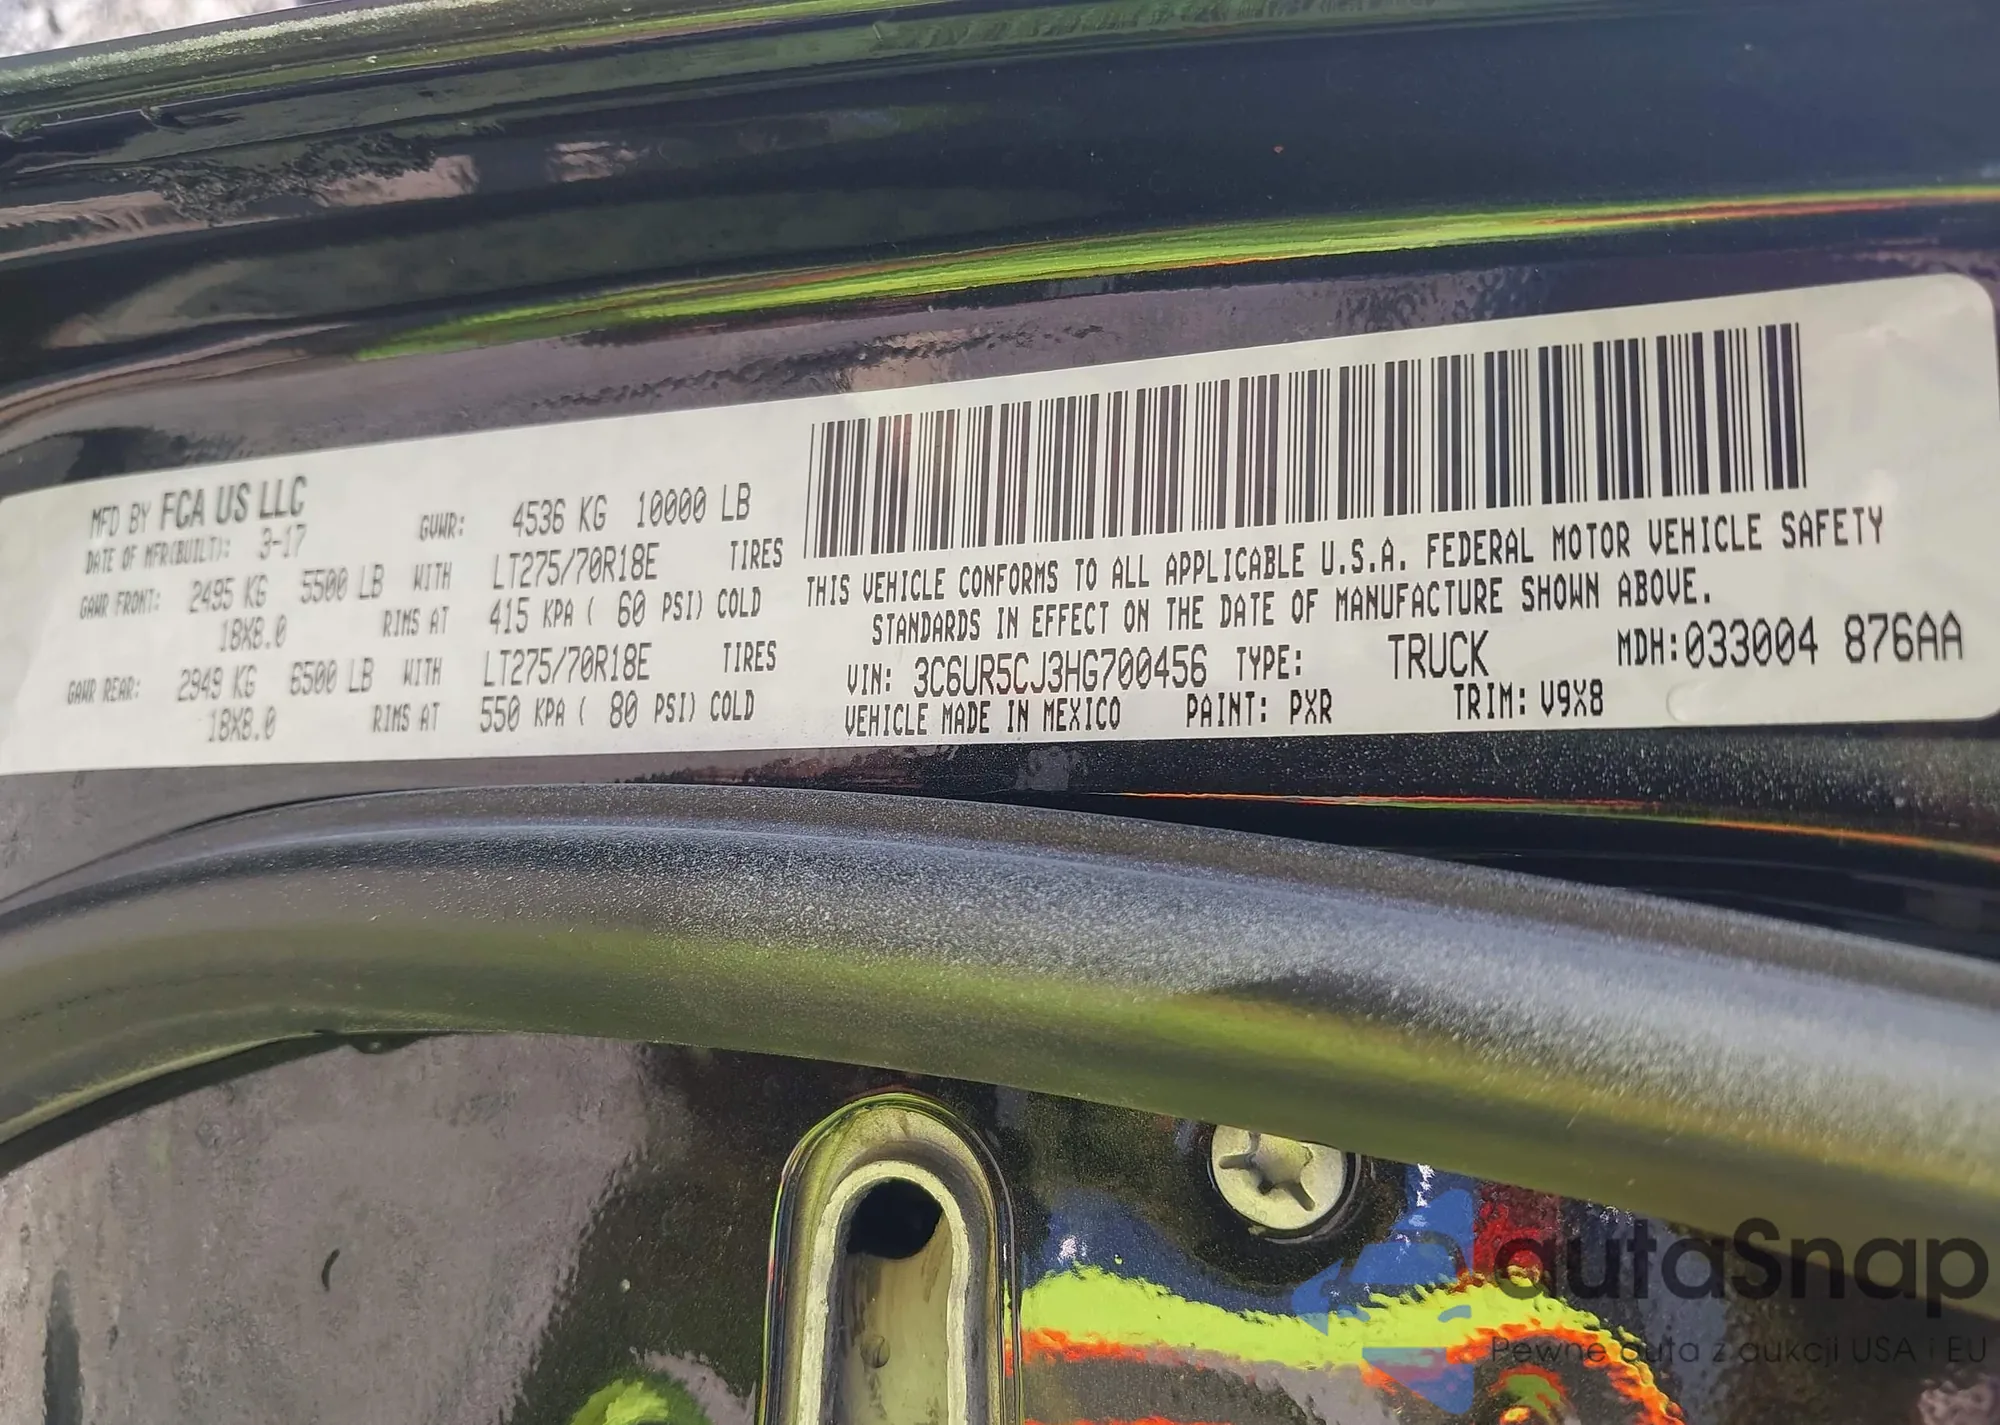 MFD BY FCA US LLC
DATE OF MFR(BUILT): 3-17
GVWR: 4536 KG 10000 LB
GAWR FRONT: 2495 KG 5500 LB WITH LT275/70R18E TIRES
18X8.0 RIMS AT 415 KPA ( 60 PSI) COLD
GAWR REAR: 2949 KG 6500 LB WITH LT275/70R18E TIRES
18X8.0 RIMS AT 550 KPA ( 80 PSI) COLD
THIS VEHICLE CONFORMS TO ALL APPLICABLE U.S.A. FEDERAL MOTOR VEHICLE SAFETY
STANDARDS IN EFFECT ON THE DATE OF MANUFACTURE SHOWN ABOVE.
VIN: 3C6UR5CJ3HG700456 TYPE: TRUCK MDH:033004 876AA
VEHICLE MADE IN MEXICO PAINT: PXR TRIM: V9X8
autaSnap
Pewne auta z aukcji USA i EU